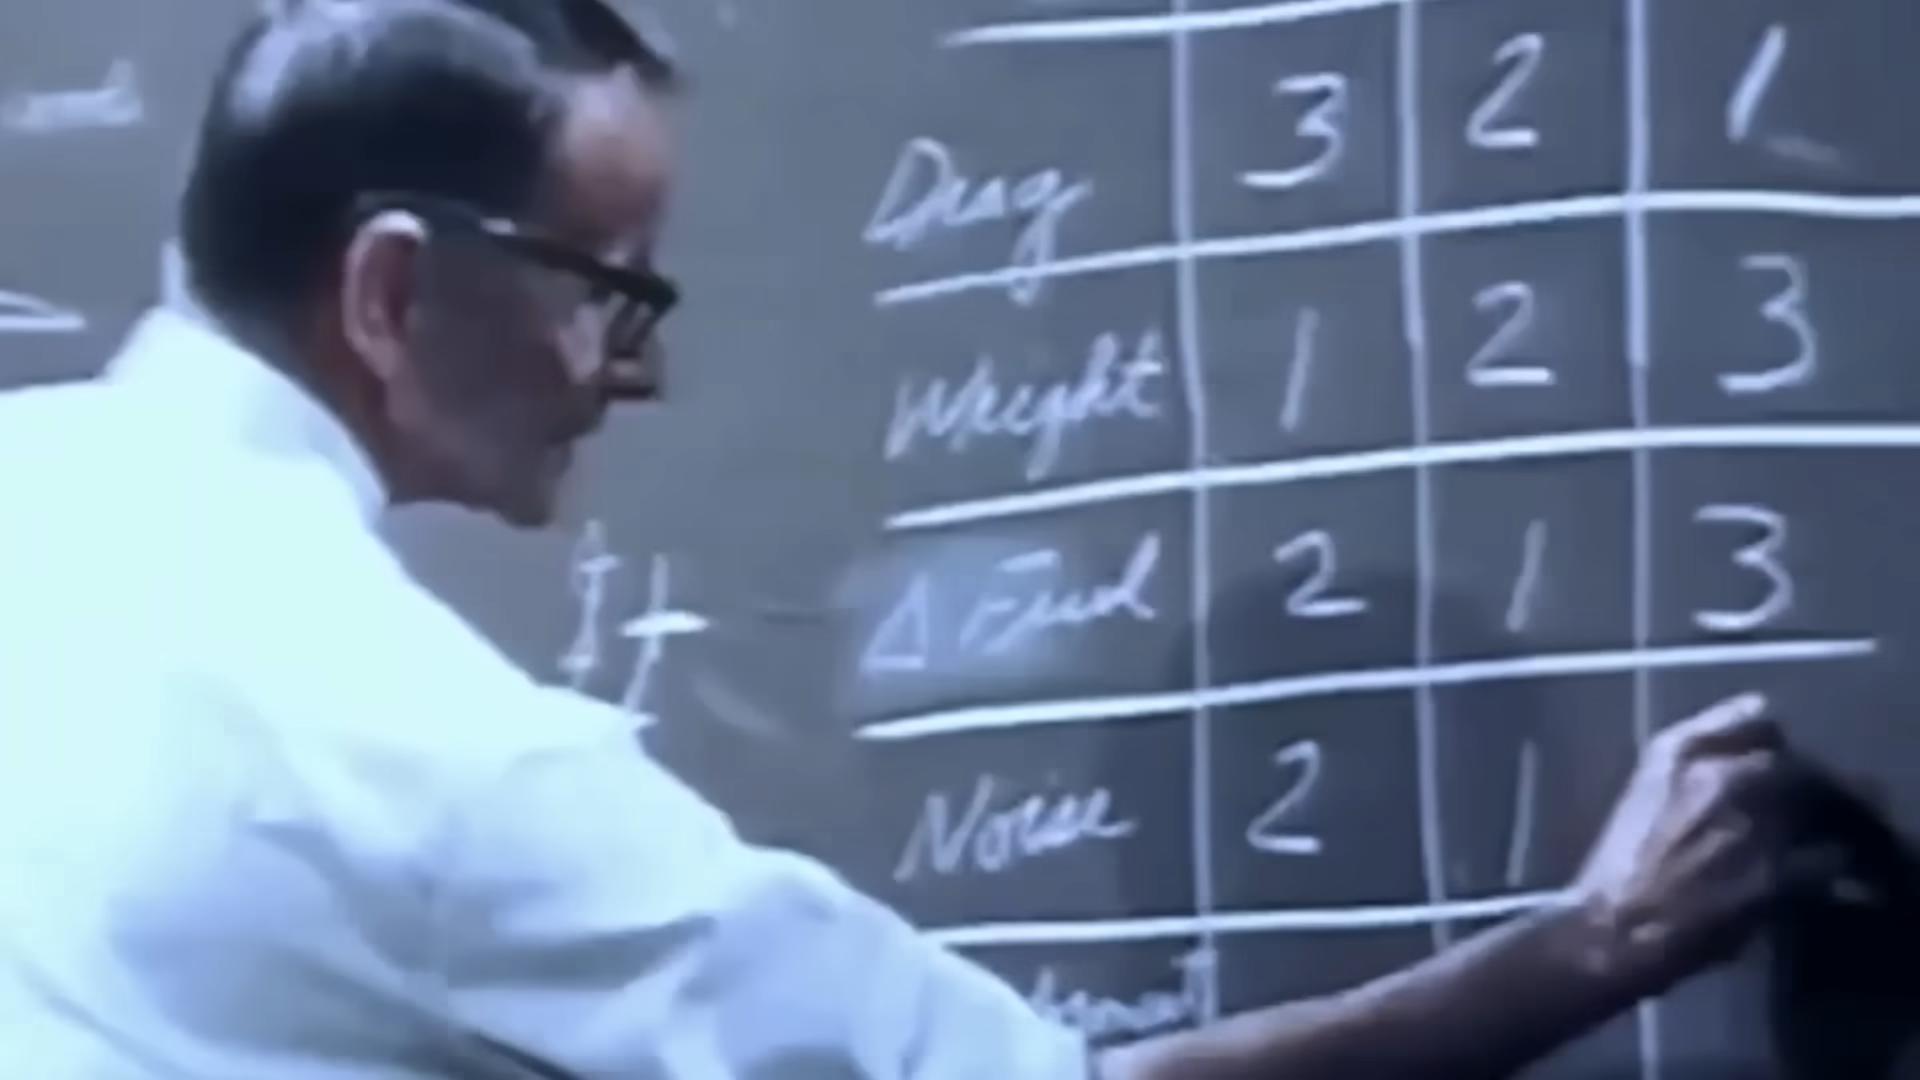 Drag 3 2 1
Weight 1 2 3
Δ Fuel 2 1 3
Noise 2 1